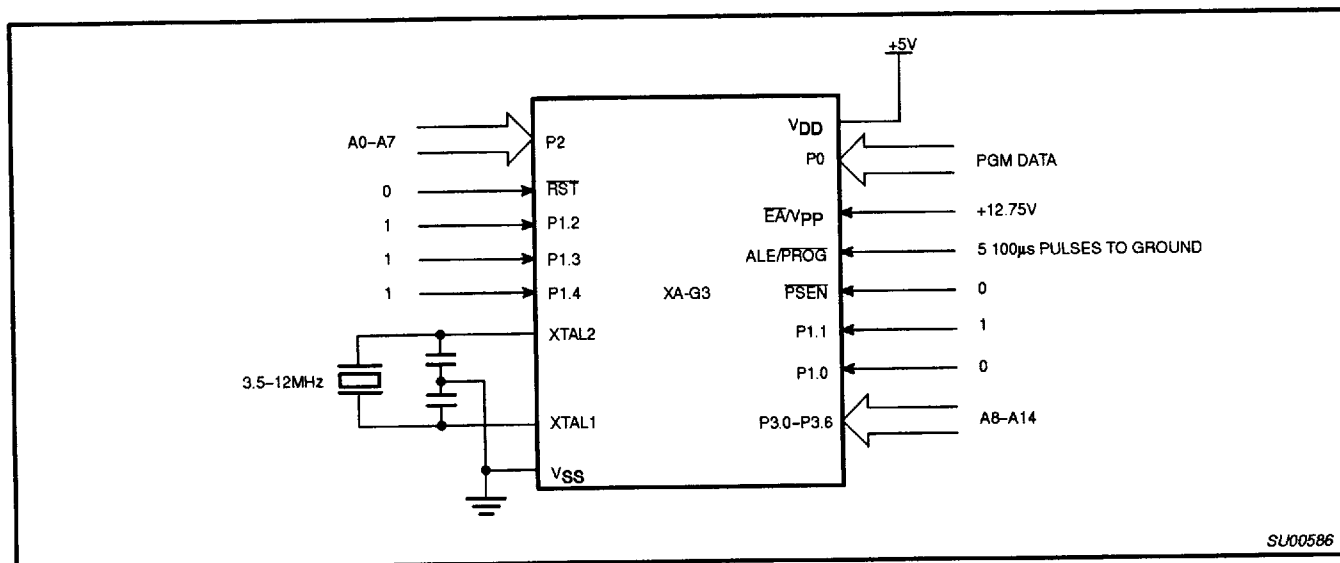 +5V
A0–A7
P2
RST
0
P1.2
1
P1.3
1
P1.4
1
XTAL2
3.5–12MHz
XTAL1
VSS
XA-G3
VDD
P0
PGM DATA
EA/VPP
+12.75V
ALE/PROG
5 100μs PULSES TO GROUND
PSEN
0
P1.1
1
P1.0
0
P3.0–P3.6
A8–A14
SU00586